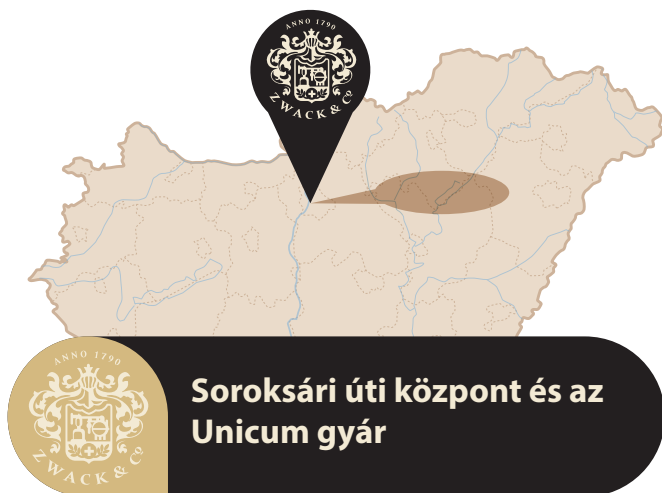 ANNO 1790
ZWACK & Co
ANNO 1790
ZWACK & Co
Soroksári úti központ és az
Unicum gyár